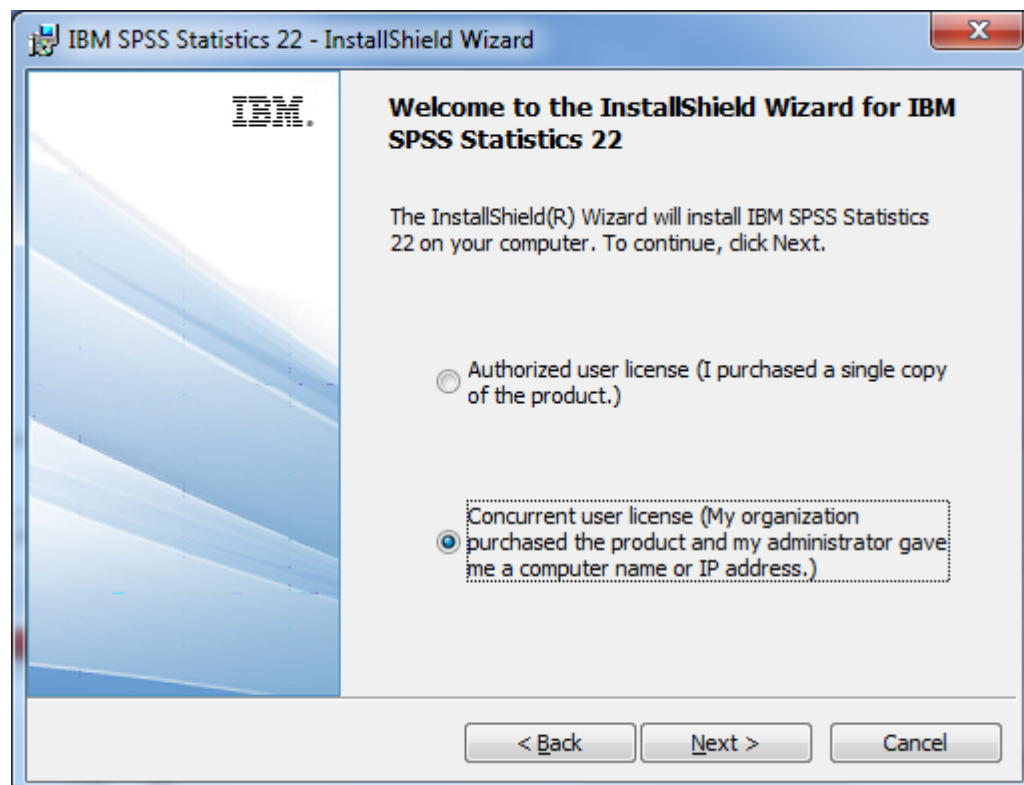 IBM SPSS Statistics 22 - InstallShield Wizard
X
IBM.
Welcome to the InstallShield Wizard for IBM
SPSS Statistics 22
The InstallShield(R) Wizard will install IBM SPSS Statistics
22 on your computer. To continue, click Next.
Authorized user license (I purchased a single copy
of the product.)
Concurrent user license (My organization
purchased the product and my administrator gave
me a computer name or IP address.)
< Back
Next >
Cancel